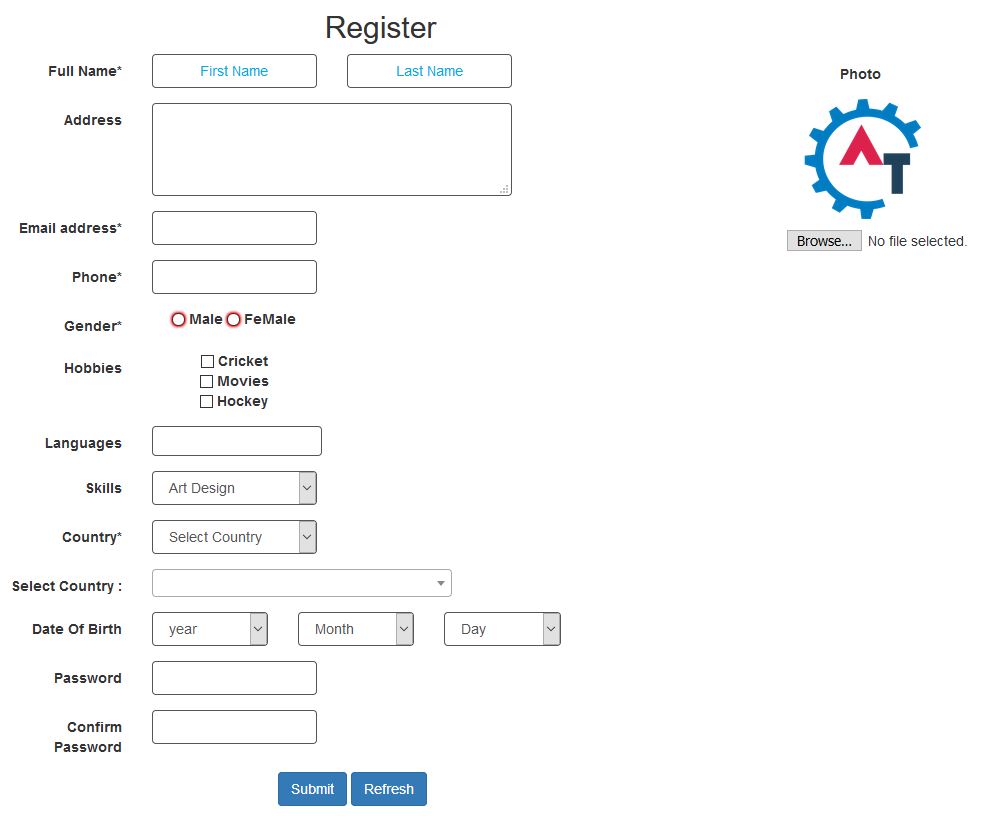 Register
Full Name* First Name Last Name
Photo
Address
AT
Email address*
Browse... No file selected.
Phone*
Gender* Male FeMale
Hobbies Cricket
Movies
Hockey
Languages
Skills Art Design
Country* Select Country
Select Country :
Date Of Birth year Month Day
Password
Confirm
Password
Submit Refresh